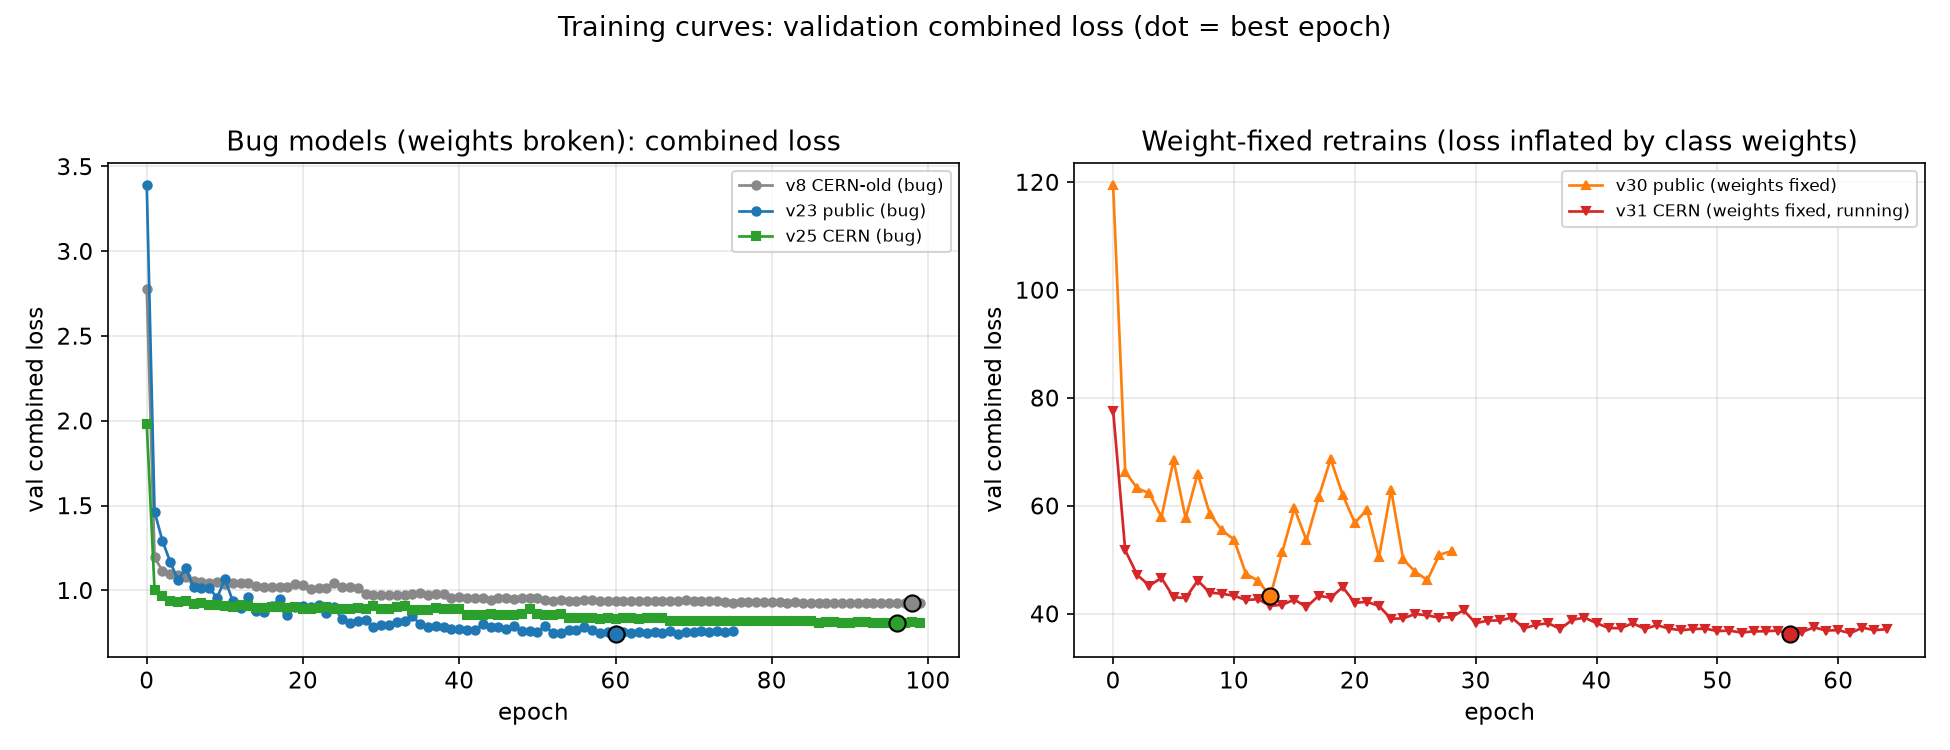 Training curves: validation combined loss (dot = best epoch)
Bug models (weights broken): combined loss
3.5
3.0
2.5
2.0
1.5
1.0
val combined loss
v8 CERN-old (bug)
v23 public (bug)
v25 CERN (bug)
0
20
40
60
80
100
epoch
Weight-fixed retrains (loss inflated by class weights)
120
100
80
60
40
val combined loss
v30 public (weights fixed)
v31 CERN (weights fixed, running)
0
10
20
30
40
50
60
epoch